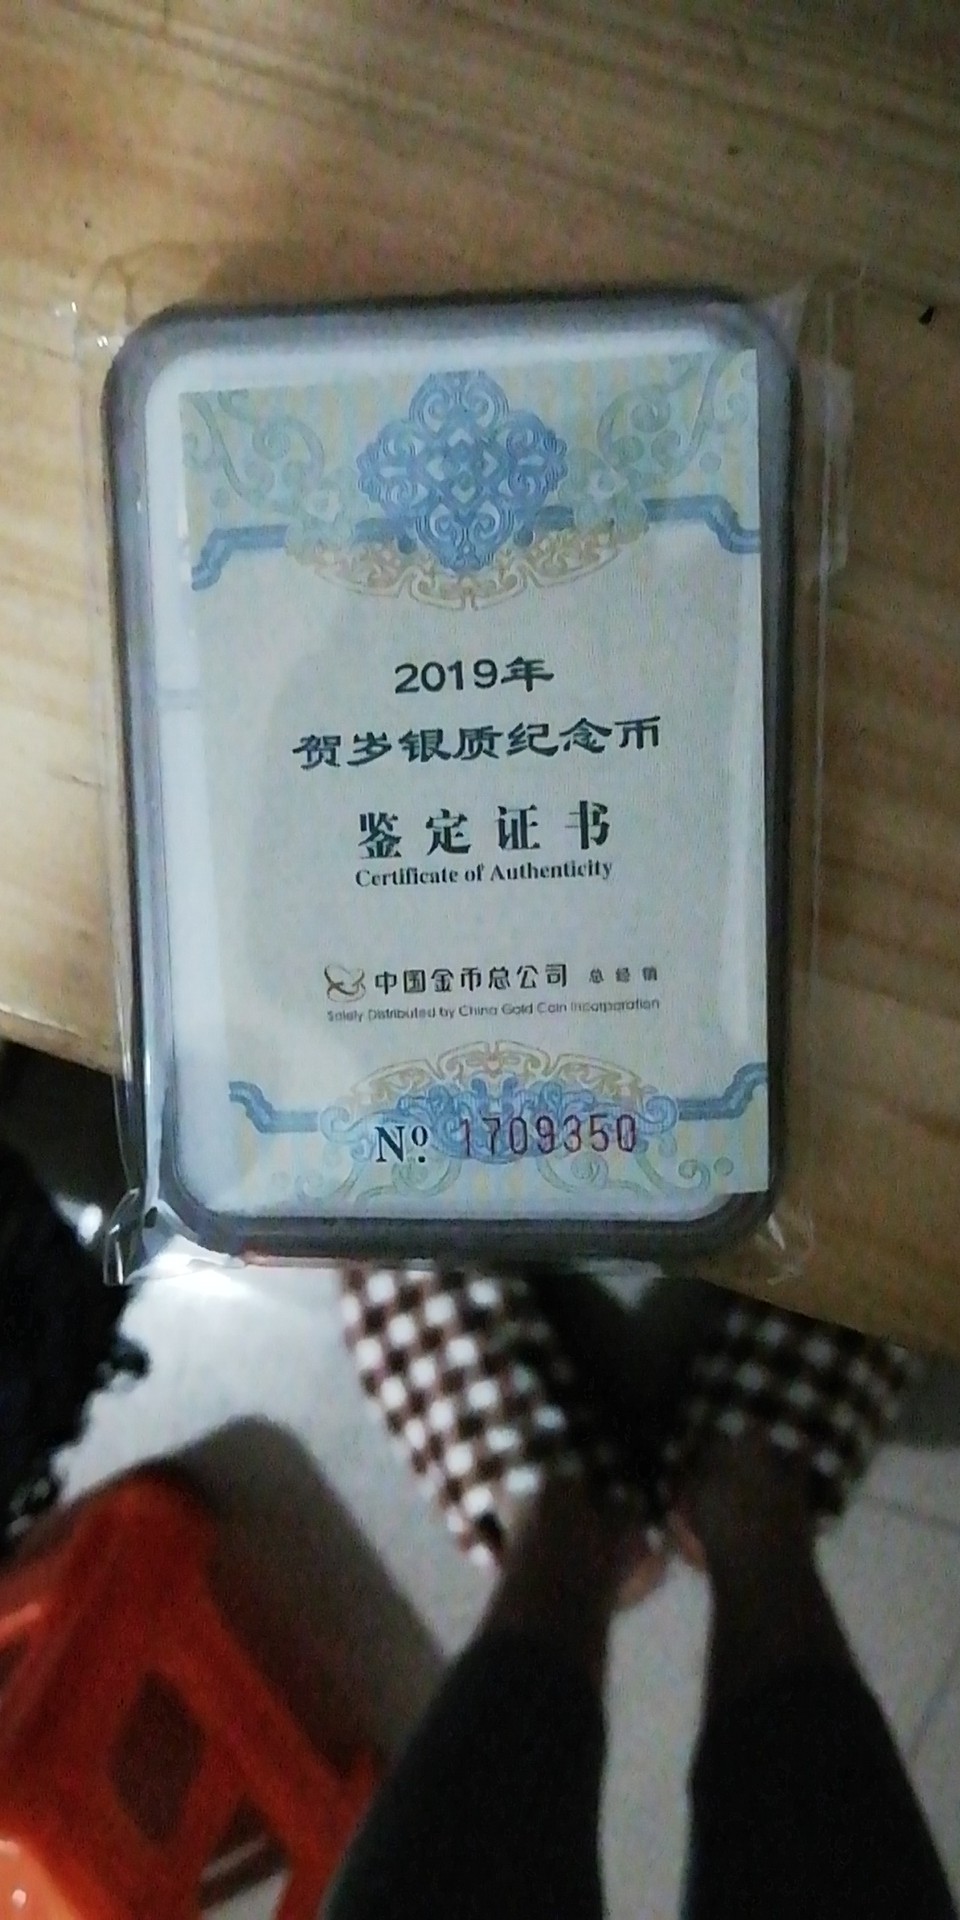 2019年
贺岁银质纪念币
鉴定证书
Certificate of Authenticity
中国金币总公司 总经销
Solely Distributed by China Gold Coin Incorporation
Nº 1709350